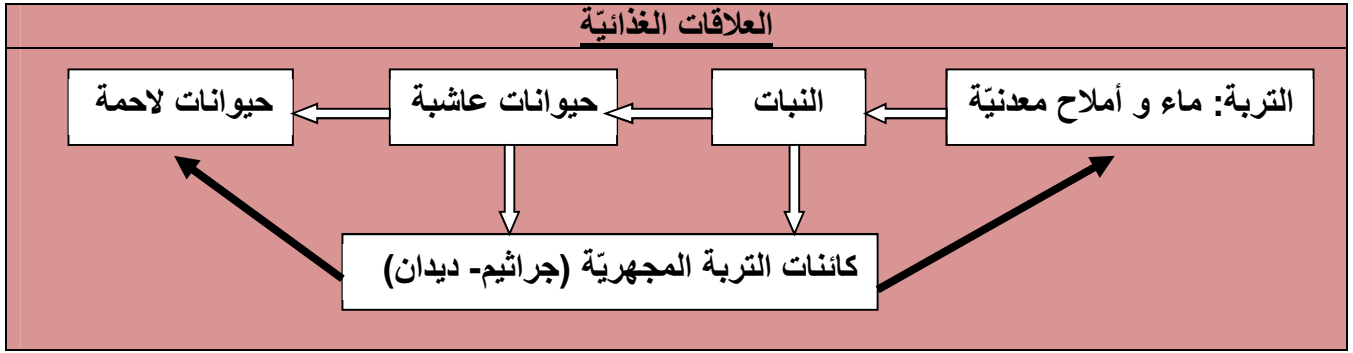 العلاقات الغذائيّة
التربة: ماء و أملاح معدنيّة
النبات
حيوانات عاشبة
حيوانات لاحمة
كائنات التربة المجهريّة (جراثيم- ديدان)